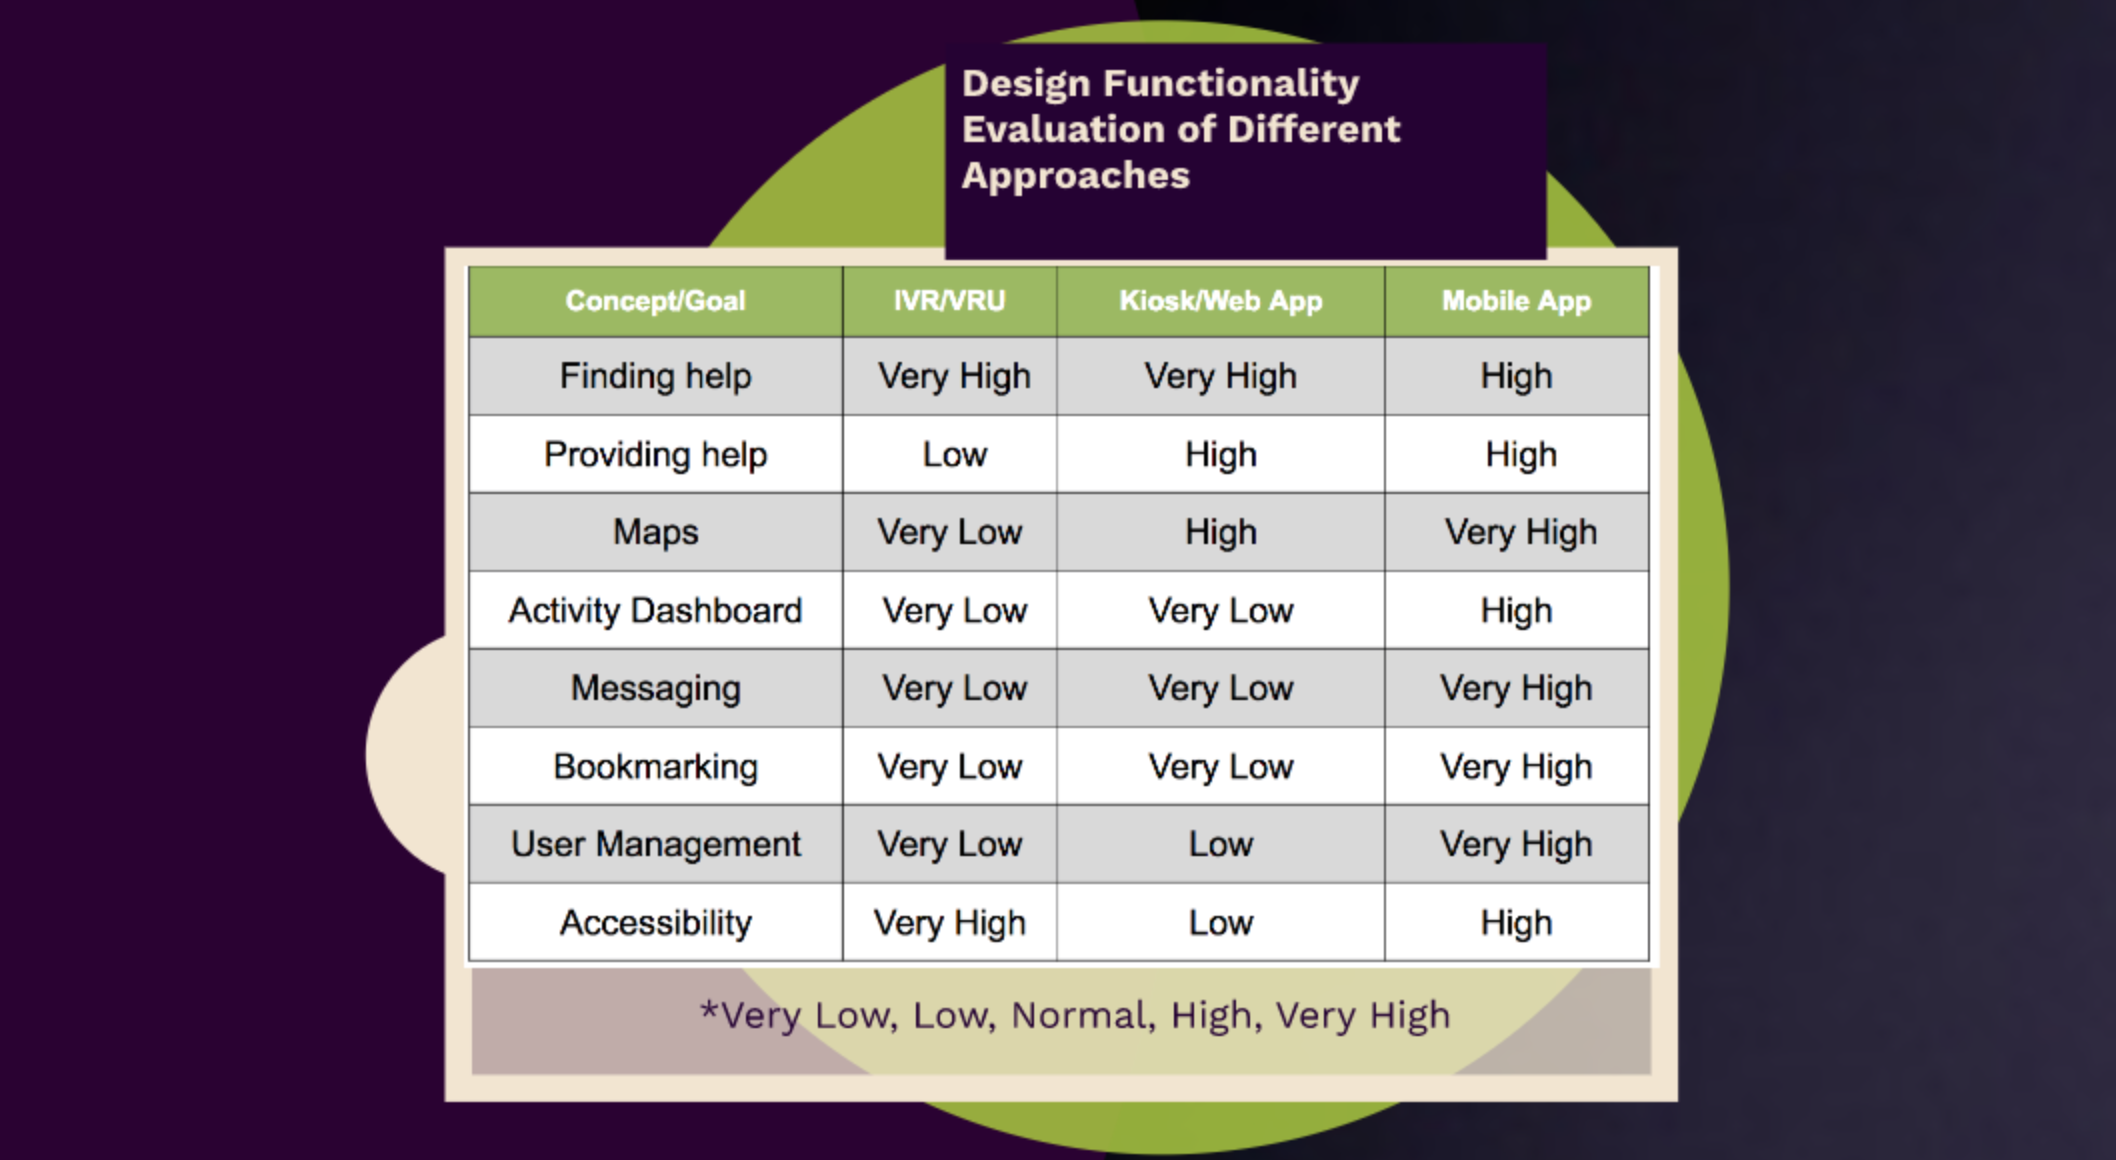 Design Functionality
Evaluation of Different
Approaches
Concept/Goal IVR/VRU Kiosk/Web App Mobile App
Finding help Very High Very High High
Providing help Low High High
Maps Very Low High Very High
Activity Dashboard Very Low Very Low High
Messaging Very Low Very Low Very High
Bookmarking Very Low Very Low Very High
User Management Very Low Low Very High
Accessibility Very High Low High
*Very Low, Low, Normal, High, Very High